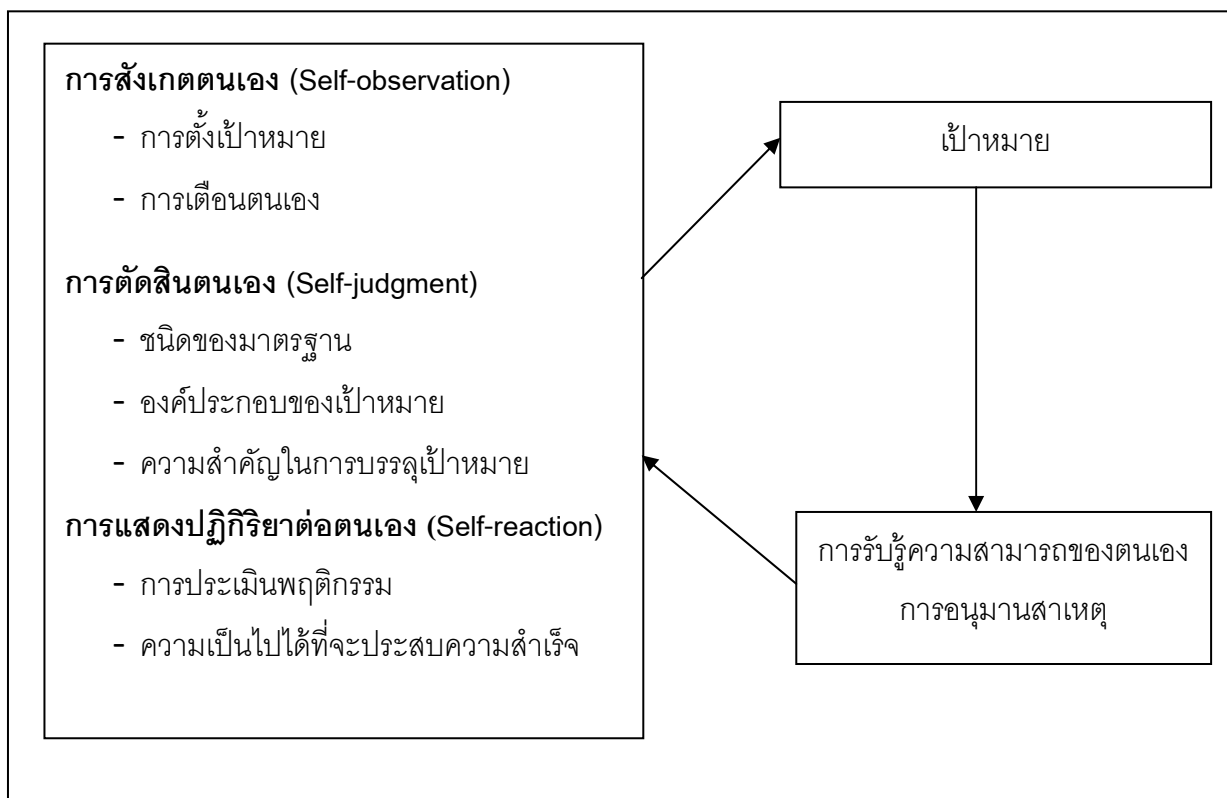 การสังเกตตนเอง (Self-observation)
- การตั้งเป้าหมาย
- การเตือนตนเอง
การตัดสินตนเอง (Self-judgment)
- ชนิดของมาตรฐาน
- องค์ประกอบของเป้าหมาย
- ความสำคัญในการบรรลุเป้าหมาย
การแสดงปฏิกิริยาต่อตนเอง (Self-reaction)
- การประเมินพฤติกรรม
- ความเป็นไปได้ที่จะประสบความสำเร็จ
เป้าหมาย
การรับรู้ความสามารถของตนเอง
การอนุมานสาเหตุ